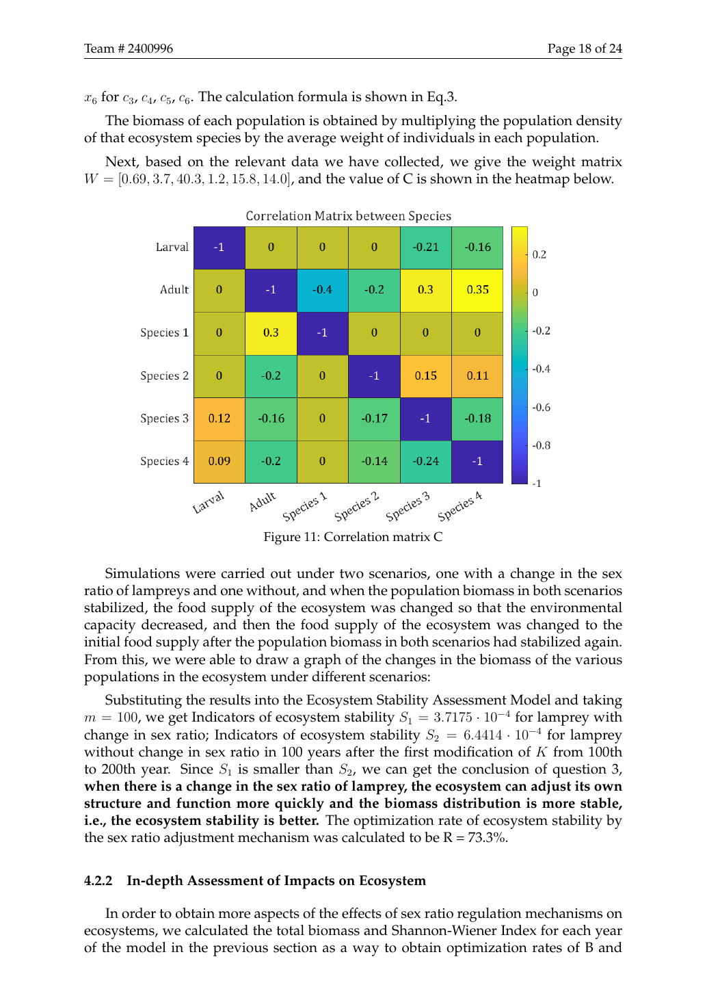 Team # 2400996 Page 18 of 24
x₆ for c₃, c₄, c₅, c₆. The calculation formula is shown in Eq.3.
The biomass of each population is obtained by multiplying the population density
of that ecosystem species by the average weight of individuals in each population.
Next, based on the relevant data we have collected, we give the weight matrix
W = [0.69, 3.7, 40.3, 1.2, 15.8, 14.0], and the value of C is shown in the heatmap below.
Correlation Matrix between Species
Larval -1 0 0 0 -0.21 -0.16
Adult 0 -1 -0.4 -0.2 0.3 0.35
Species 1 0 0.3 -1 0 0 0
Species 2 0 -0.2 0 -1 0.15 0.11
Species 3 0.12 -0.16 0 -0.17 -1 -0.18
Species 4 0.09 -0.2 0 -0.14 -0.24 -1
Larval Adult Species 1 Species 2 Species 3 Species 4
0.2
0
-0.2
-0.4
-0.6
-0.8
-1
Figure 11: Correlation matrix C
Simulations were carried out under two scenarios, one with a change in the sex
ratio of lampreys and one without, and when the population biomass in both scenarios
stabilized, the food supply of the ecosystem was changed so that the environmental
capacity decreased, and then the food supply of the ecosystem was changed to the
initial food supply after the population biomass in both scenarios had stabilized again.
From this, we were able to draw a graph of the changes in the biomass of the various
populations in the ecosystem under different scenarios:
Substituting the results into the Ecosystem Stability Assessment Model and taking
m = 100, we get Indicators of ecosystem stability S₁ = 3.7175 · 10⁻⁴ for lamprey with
change in sex ratio; Indicators of ecosystem stability S₂ = 6.4414 · 10⁻⁴ for lamprey
without change in sex ratio in 100 years after the first modification of K from 100th
to 200th year. Since S₁ is smaller than S₂, we can get the conclusion of question 3,
when there is a change in the sex ratio of lamprey, the ecosystem can adjust its own
structure and function more quickly and the biomass distribution is more stable,
i.e., the ecosystem stability is better. The optimization rate of ecosystem stability by
the sex ratio adjustment mechanism was calculated to be R = 73.3%.
4.2.2 In-depth Assessment of Impacts on Ecosystem
In order to obtain more aspects of the effects of sex ratio regulation mechanisms on
ecosystems, we calculated the total biomass and Shannon-Wiener Index for each year
of the model in the previous section as a way to obtain optimization rates of B and